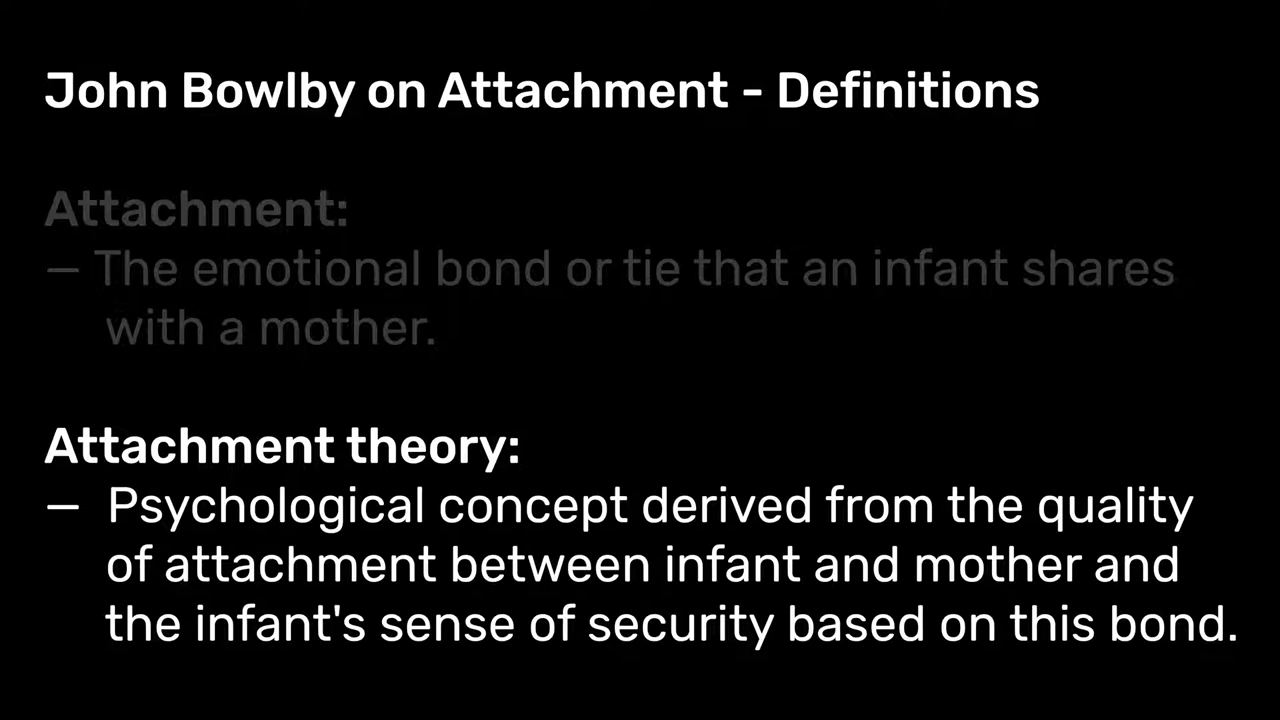 John Bowlby on Attachment - Definitions
Attachment:
— The emotional bond or tie that an infant shares
with a mother.
Attachment theory:
— Psychological concept derived from the quality
of attachment between infant and mother and
the infant's sense of security based on this bond.